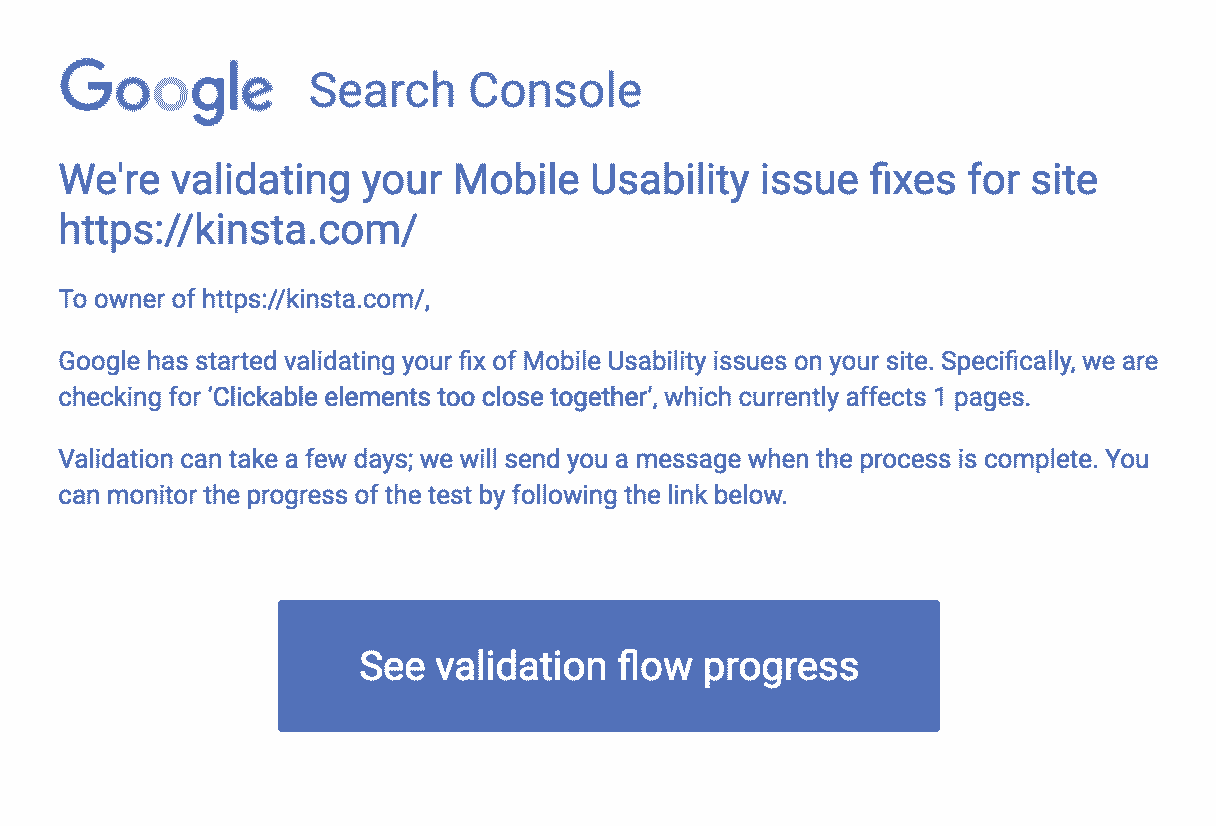 Google Search Console
We're validating your Mobile Usability issue fixes for site
https://kinsta.com/
To owner of https://kinsta.com/,
Google has started validating your fix of Mobile Usability issues on your site. Specifically, we are
checking for ‘Clickable elements too close together’, which currently affects 1 pages.
Validation can take a few days; we will send you a message when the process is complete. You
can monitor the progress of the test by following the link below.
See validation flow progress